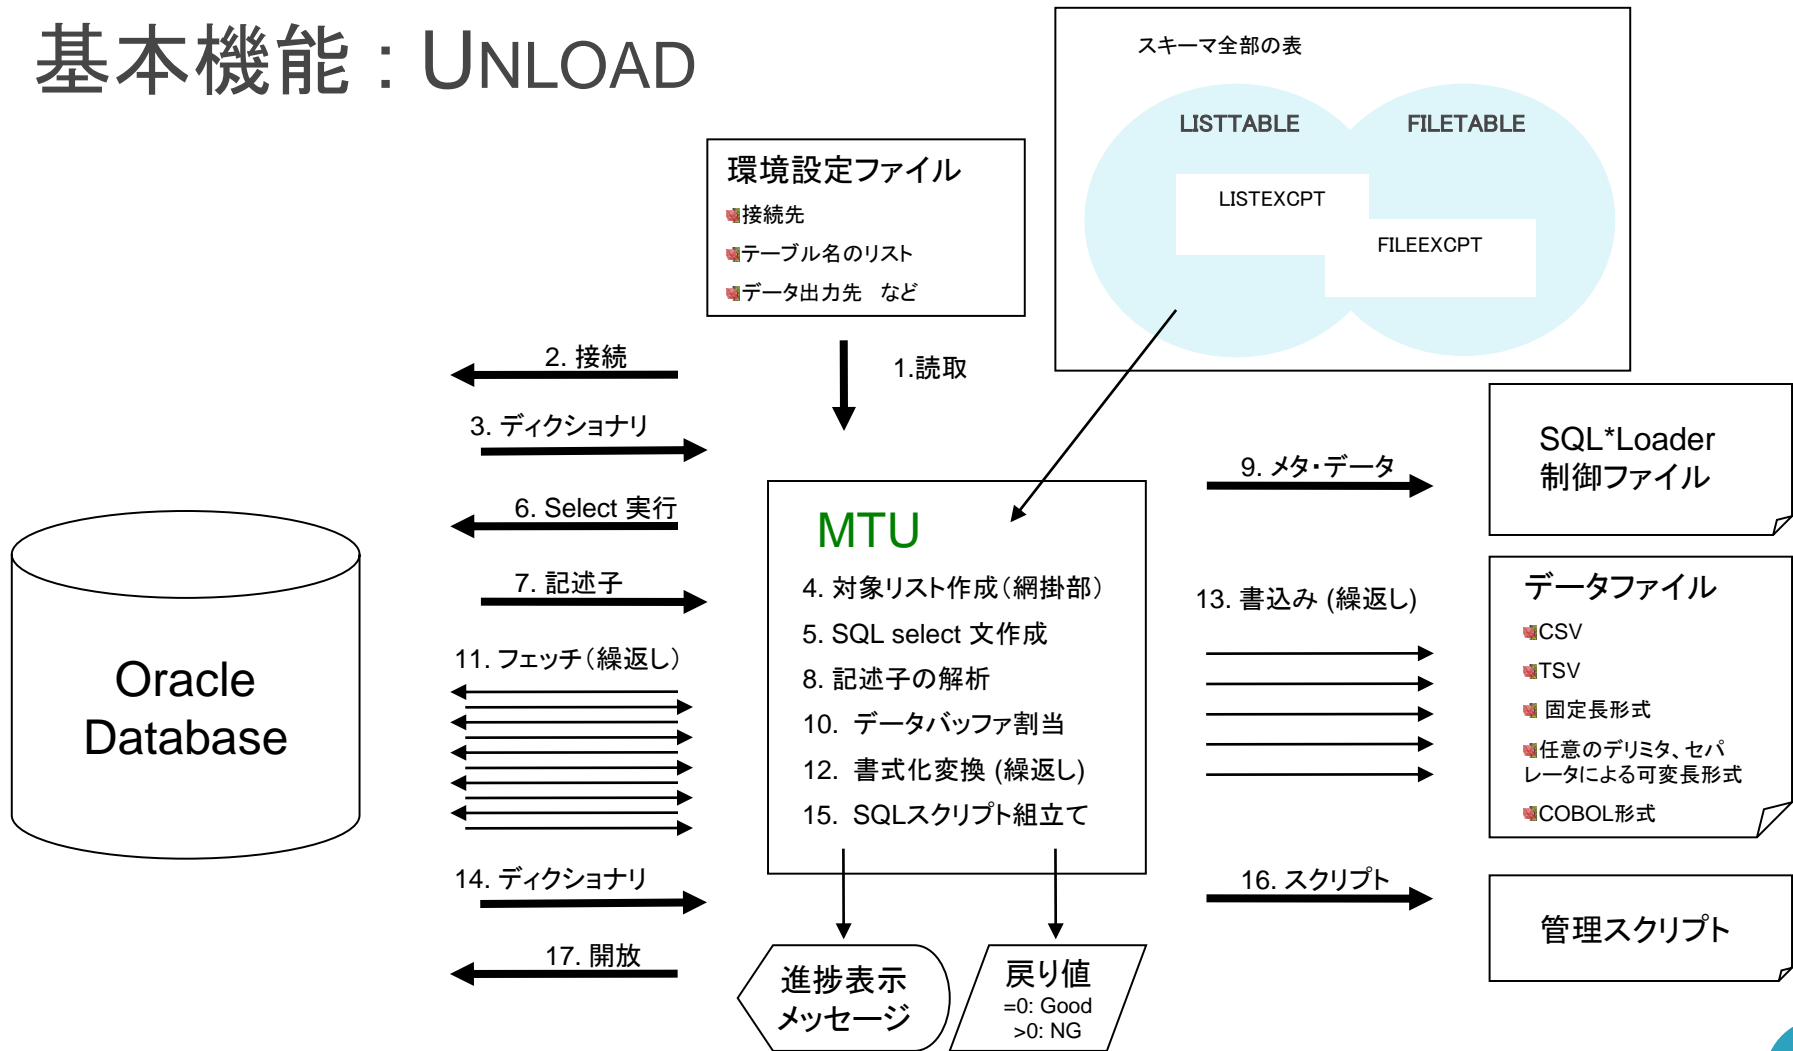 基本機能 : UNLOAD
スキーマ全部の表
LISTTABLE
FILETABLE
LISTEXCPT
FILEEXCPT
環境設定ファイル
接続先
テーブル名のリスト
データ出力先　など
1.読取
2. 接続
3. ディクショナリ
6. Select 実行
7. 記述子
11. フェッチ（繰返し）
14. ディクショナリ
17. 開放
Oracle
Database
MTU
4. 対象リスト作成（網掛部）
5. SQL select 文作成
8. 記述子の解析
10. データバッファ割当
12. 書式化変換 (繰返し)
15. SQLスクリプト組立て
進捗表示
メッセージ
戻り値
=0: Good
>0: NG
9. メタ・データ
13. 書込み (繰返し)
16. スクリプト
SQL*Loader
制御ファイル
データファイル
CSV
TSV
固定長形式
任意のデリミタ、セパ
レータによる可変長形式
COBOL形式
管理スクリプト